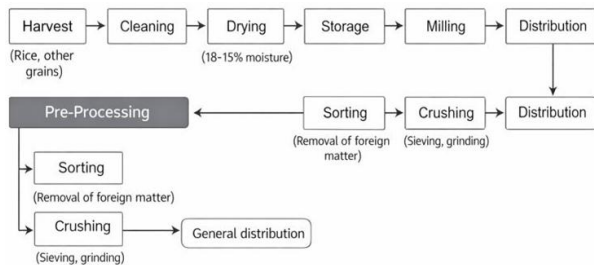 Harvest
Cleaning
Drying
Storage
Milling
Distribution
(Rice, other
grains)
(18-15% moisture)
Pre-Processing
Sorting
Crushing
Distribution
(Removal of foreign
matter)
(Sieving, grinding)
Sorting
(Removal of foreign matter)
Crushing
General distribution
(Sieving, grinding)